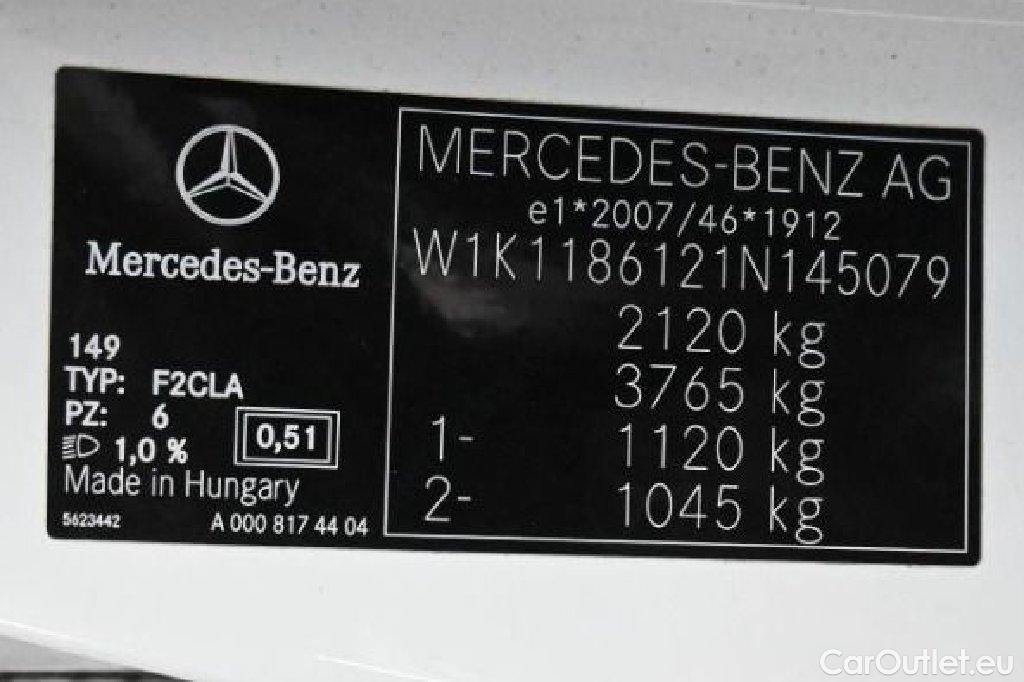 Mercedes-Benz
149
TYP: F2CLA
PZ: 6
1,0 %
0,51
Made in Hungary
5623442
A 000 817 44 04
MERCEDES-BENZ AG
e1*2007/46*1912
W1K1186121N145079
2120 kg
3765 kg
1- 1120 kg
2- 1045 kg
CarOutlet.eu